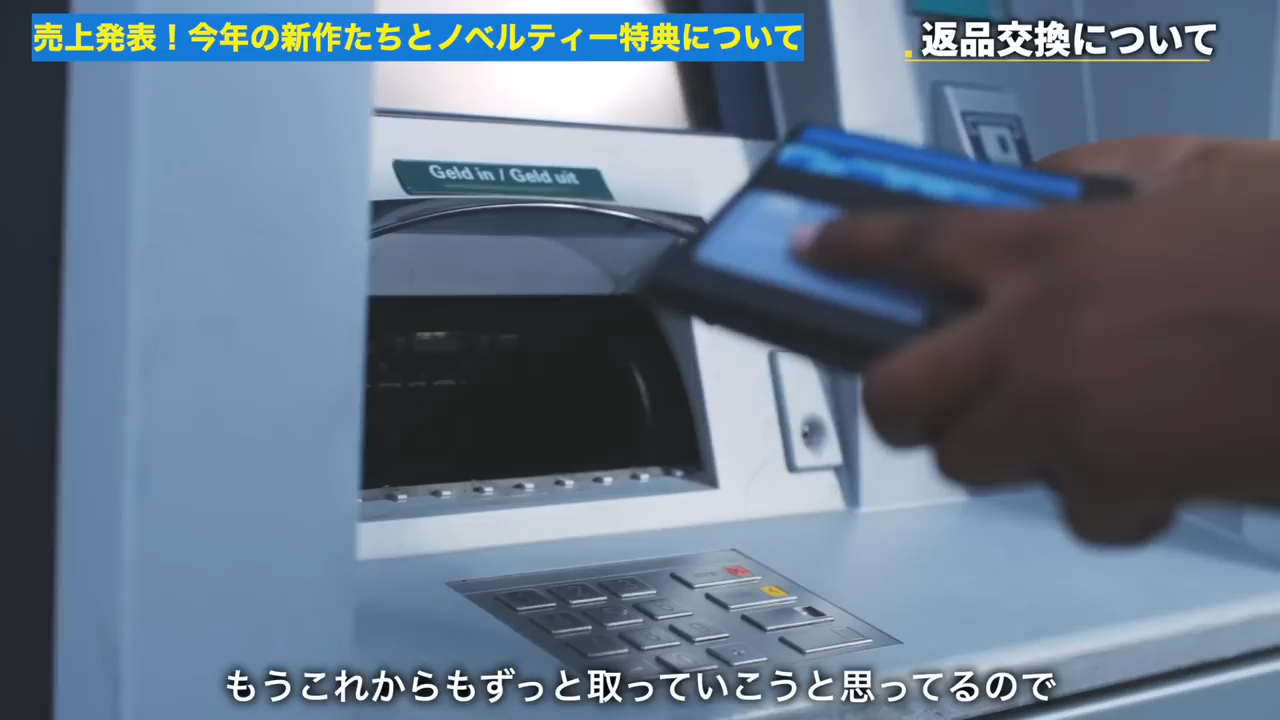 売上発表！今年の新作たちとノベルティー特典について
返品交換について
Geld in / Geld uit
もうこれからもずっと取っていこうと思ってるので